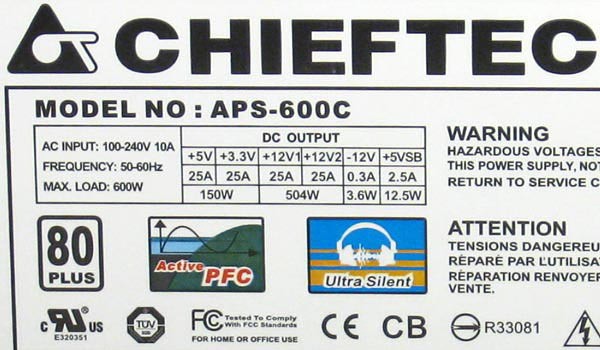 CHIEFTEC
MODEL NO : APS-600C
AC INPUT: 100-240V 10A
FREQUENCY: 50-60Hz
MAX. LOAD: 600W
DC OUTPUT
+5V +3.3V +12V1 +12V2 -12V +5VSB
25A 25A 25A 25A 0.3A 2.5A
150W 504W 3.6W 12.5W
WARNING
HAZARDOUS VOLTAGES
THIS POWER SUPPLY, NOT
RETURN TO SERVICE C
80
PLUS
Active PFC
Ultra Silent
ATTENTION
TENSIONS DANGEREU
RÉPARÉ PAR L'UTILISA
RÉPARATION RENVOYER
VENTE.
c RU US
E320351
TÜV
FC Tested To Comply
With FCC Standards
FOR HOME OR OFFICE USE
CE
CB
R33081